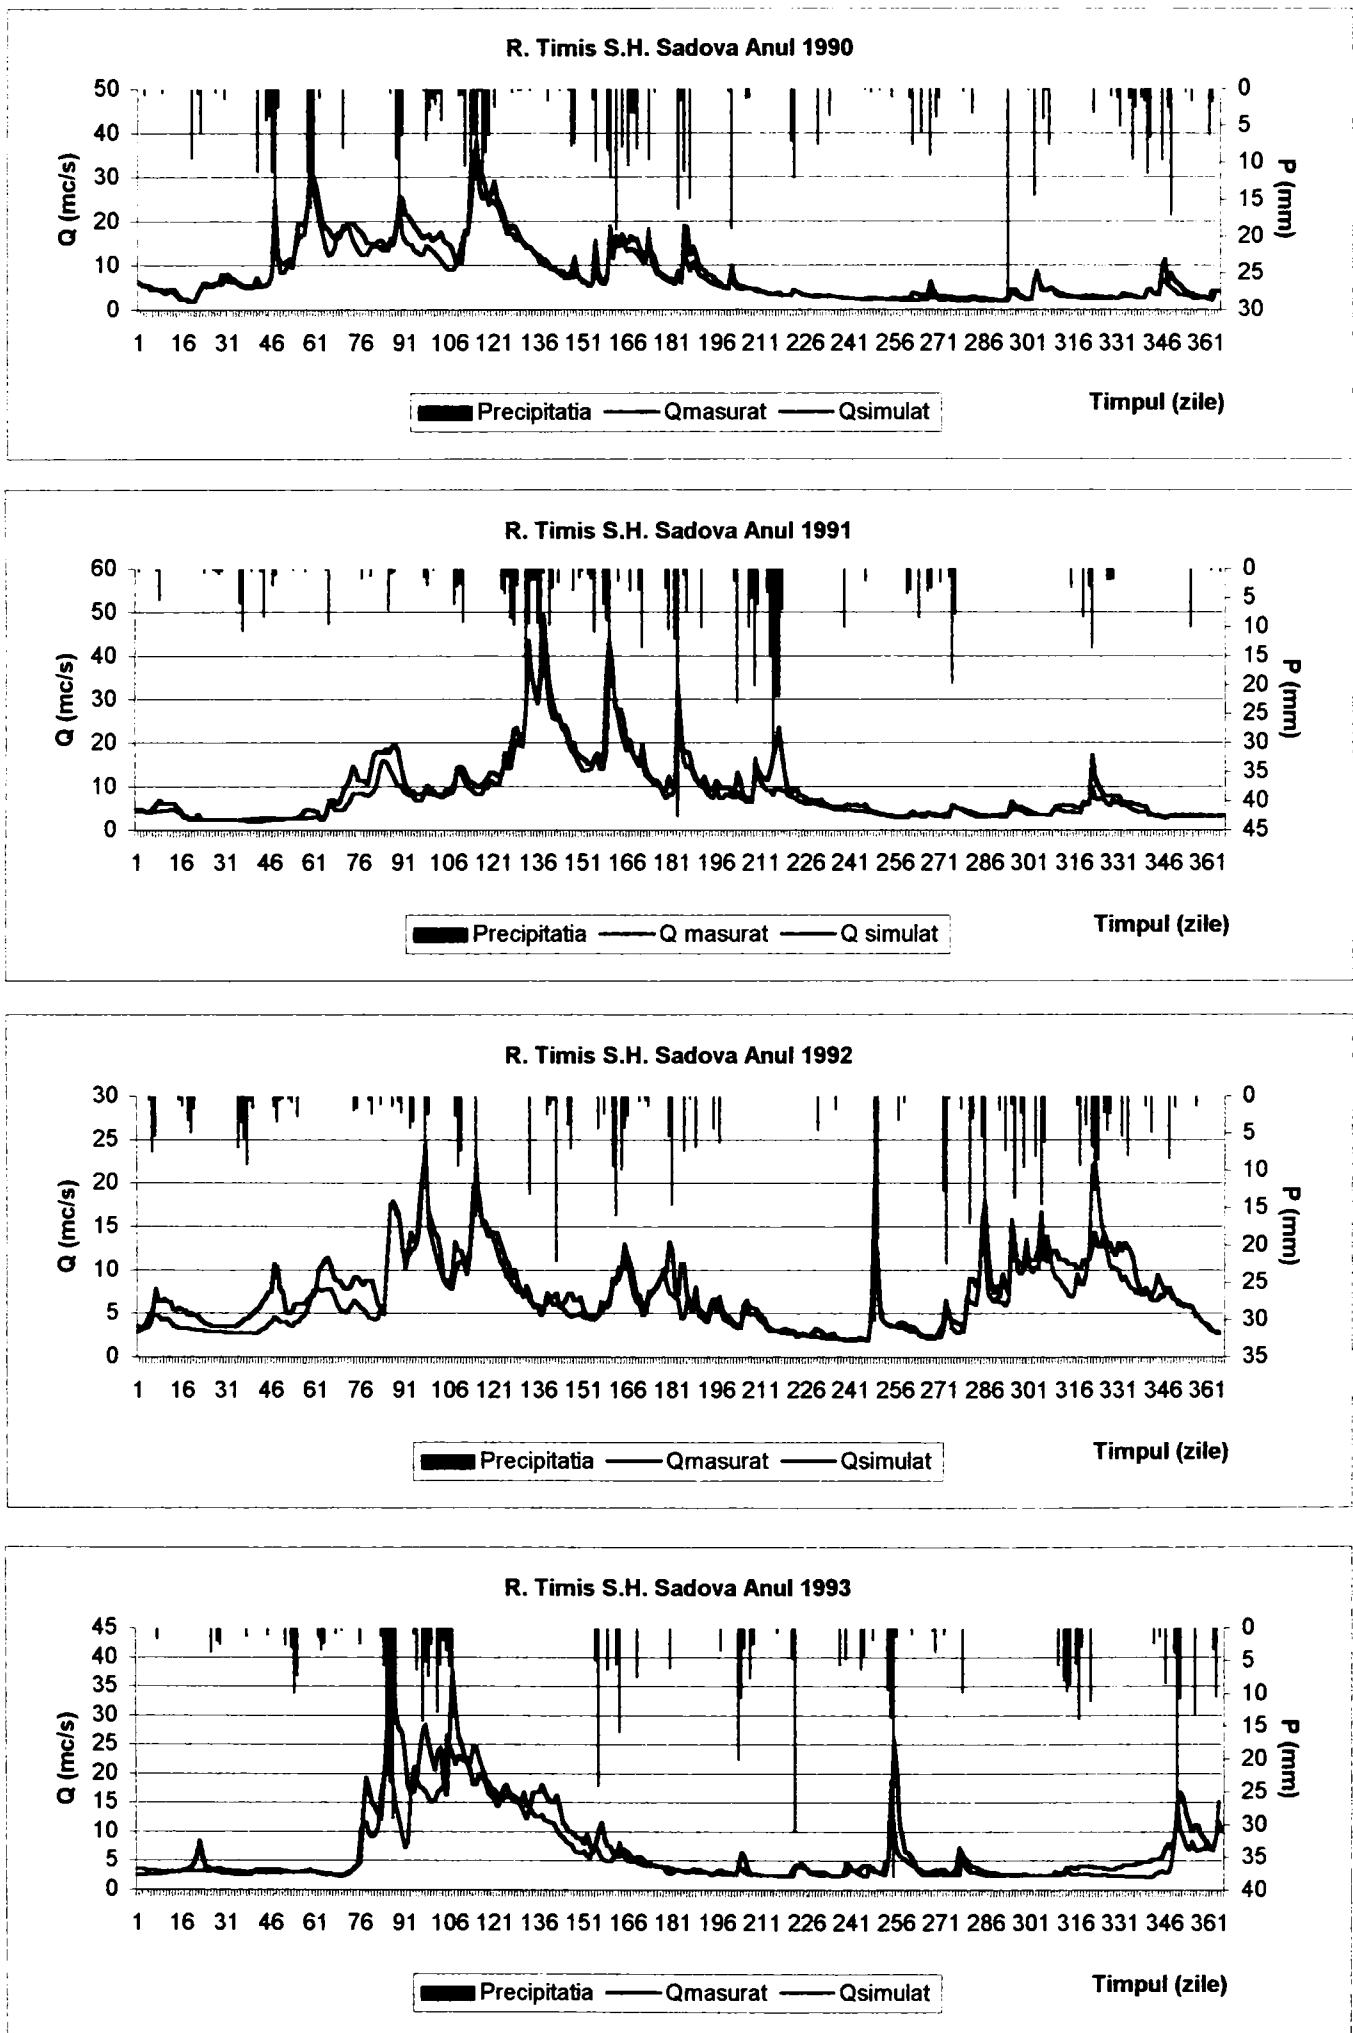 R. Timis S.H. Sadova Anul 1990
50 40 30 20 10 0
Q (mc/s)
0 5 10 15 20 25 30
P (mm)
1 16 31 46 61 76 91 106 121 136 151 166 181 196 211 226 241 256 271 286 301 316 331 346 361
Timpul (zile)
Precipitatia Qmasurat Qsimulat
R. Timis S.H. Sadova Anul 1991
60 50 40 30 20 10 0
Q (mc/s)
0 5 10 15 20 25 30 35 40 45
P (mm)
1 16 31 46 61 76 91 106 121 136 151 166 181 196 211 226 241 256 271 286 301 316 331 346 361
Timpul (zile)
Precipitatia Q masurat Q simulat
R. Timis S.H. Sadova Anul 1992
30 25 20 15 10 5 0
Q (mc/s)
0 5 10 15 20 25 30 35
P (mm)
1 16 31 46 61 76 91 106 121 136 151 166 181 196 211 226 241 256 271 286 301 316 331 346 361
Timpul (zile)
Precipitatia Qmasurat Qsimulat
R. Timis S.H. Sadova Anul 1993
45 40 35 30 25 20 15 10 5 0
Q (mc/s)
0 5 10 15 20 25 30 35 40
P (mm)
1 16 31 46 61 76 91 106 121 136 151 166 181 196 211 226 241 256 271 286 301 316 331 346 361
Timpul (zile)
Precipitatia Qmasurat Qsimulat